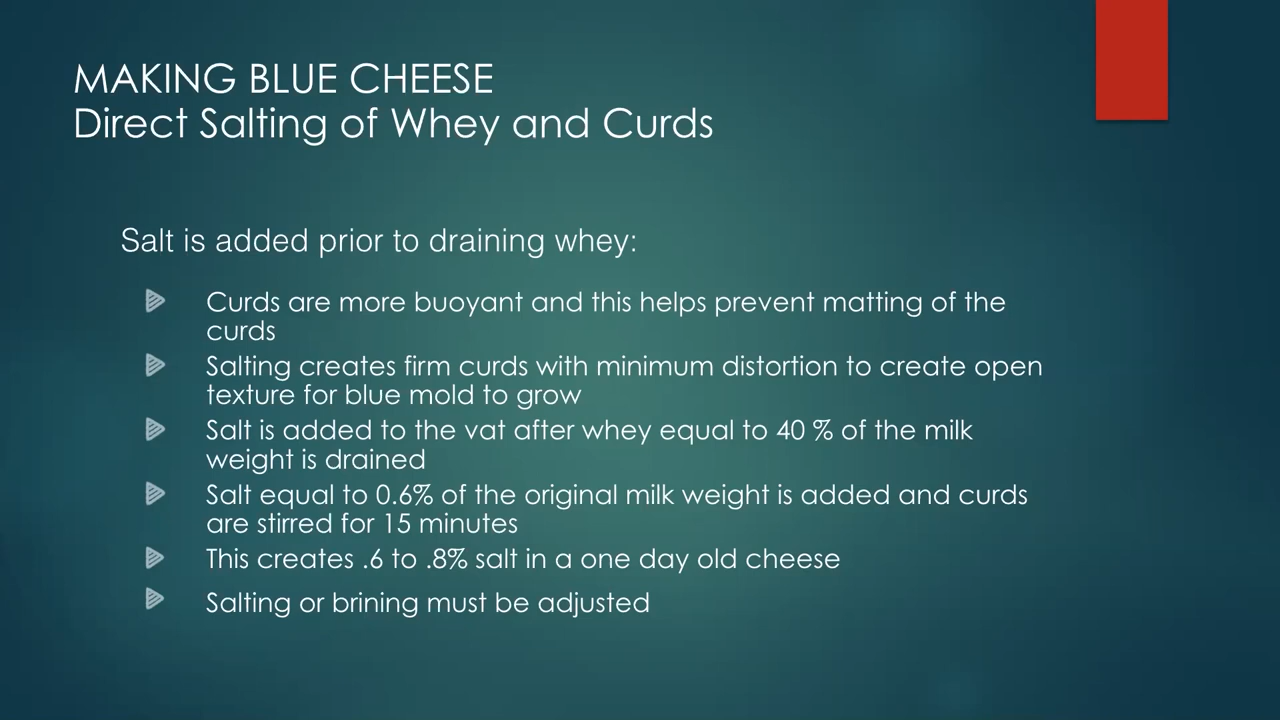 MAKING BLUE CHEESE
Direct Salting of Whey and Curds
Salt is added prior to draining whey:
Curds are more buoyant and this helps prevent matting of the
curds
Salting creates firm curds with minimum distortion to create open
texture for blue mold to grow
Salt is added to the vat after whey equal to 40 % of the milk
weight is drained
Salt equal to 0.6% of the original milk weight is added and curds
are stirred for 15 minutes
This creates .6 to .8% salt in a one day old cheese
Salting or brining must be adjusted